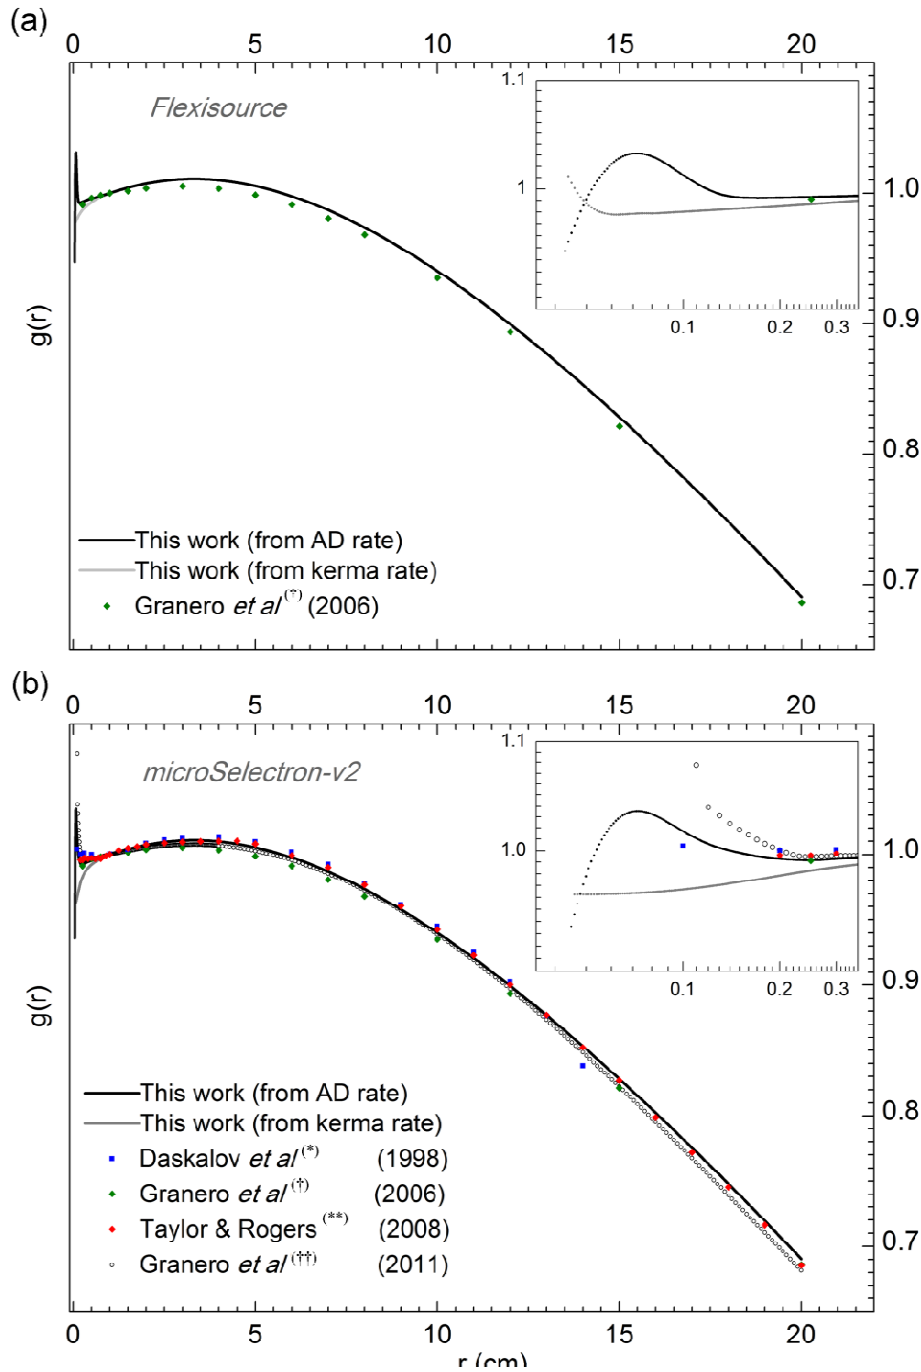 (a)
0 5 10 15 20
Flexisource
1.1
1
0.1 0.2 0.3
1.0
0.9
0.8
0.7
g(r)
This work (from AD rate)
This work (from kerma rate)
Granero et al (†) (2006)
(b)
0 5 10 15 20
microSelectron-v2
1.1
1.0
0.1 0.2 0.3
1.0
0.9
0.8
0.7
g(r)
This work (from AD rate)
This work (from kerma rate)
Daskalov et al (*) (1998)
Granero et al (†) (2006)
Taylor & Rogers (**) (2008)
Granero et al (††) (2011)
0 5 10 15 20
r (cm)